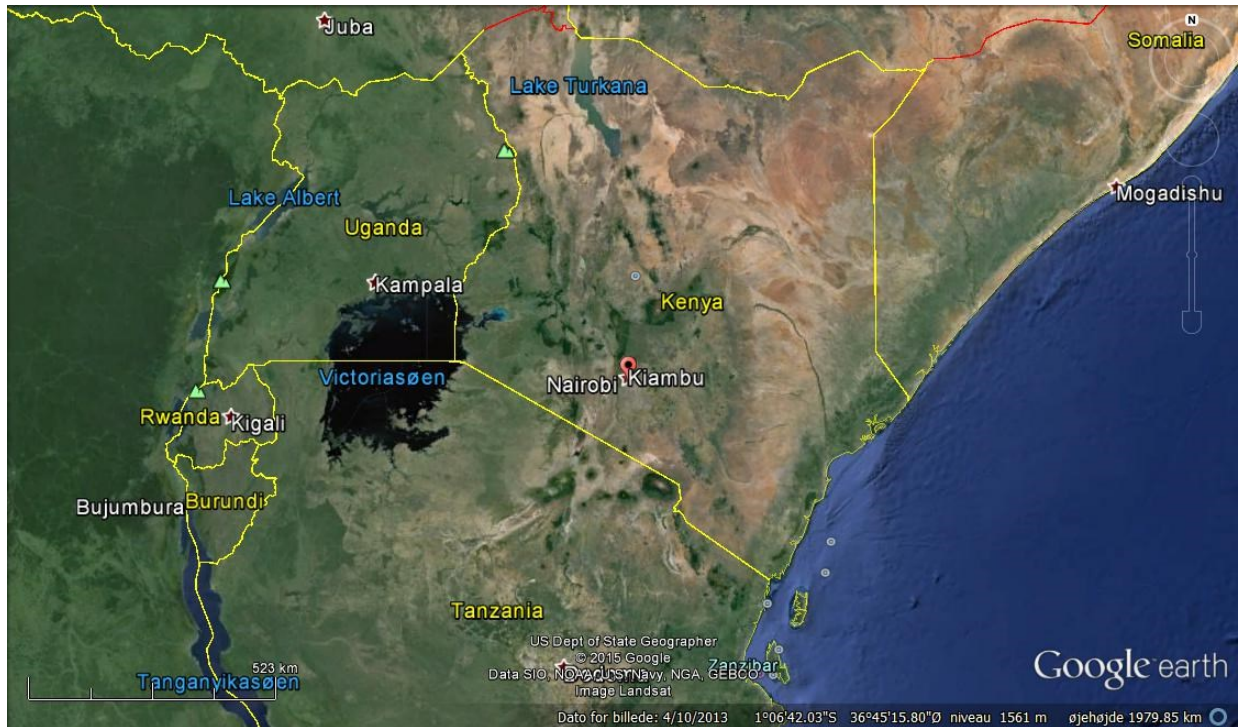 Juba
Somalia
N
Lake Turkana
Lake Albert
Mogadishu
Uganda
Kampala
Kenya
Victoriasøen
Nairobi
Kiambu
Rwanda
Kigali
Bujumbura
Burundi
Tanzania
US Dept of State Geographer
© 2015 Google
Zanzibar
Data SIO, NOAA, U.S. Navy, NGA, GEBCO
Image Landsat
Google earth
523 km
Tanganyikasøen
Dato for billede: 4/10/2013 1°06'42.03"S 36°45'15.80"Ø niveau 1561 m øjehøjde 1979.85 km